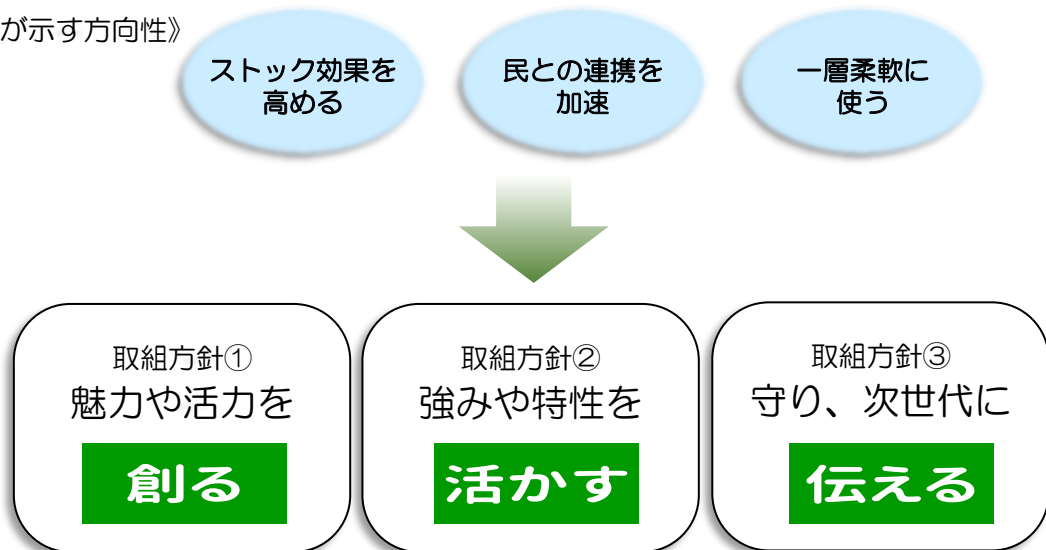 が示す方向性》
ストック効果を
高める
民との連携を
加速
一層柔軟に
使う
取組方針①
魅力や活力を
創る
取組方針②
強みや特性を
活かす
取組方針③
守り、次世代に
伝える